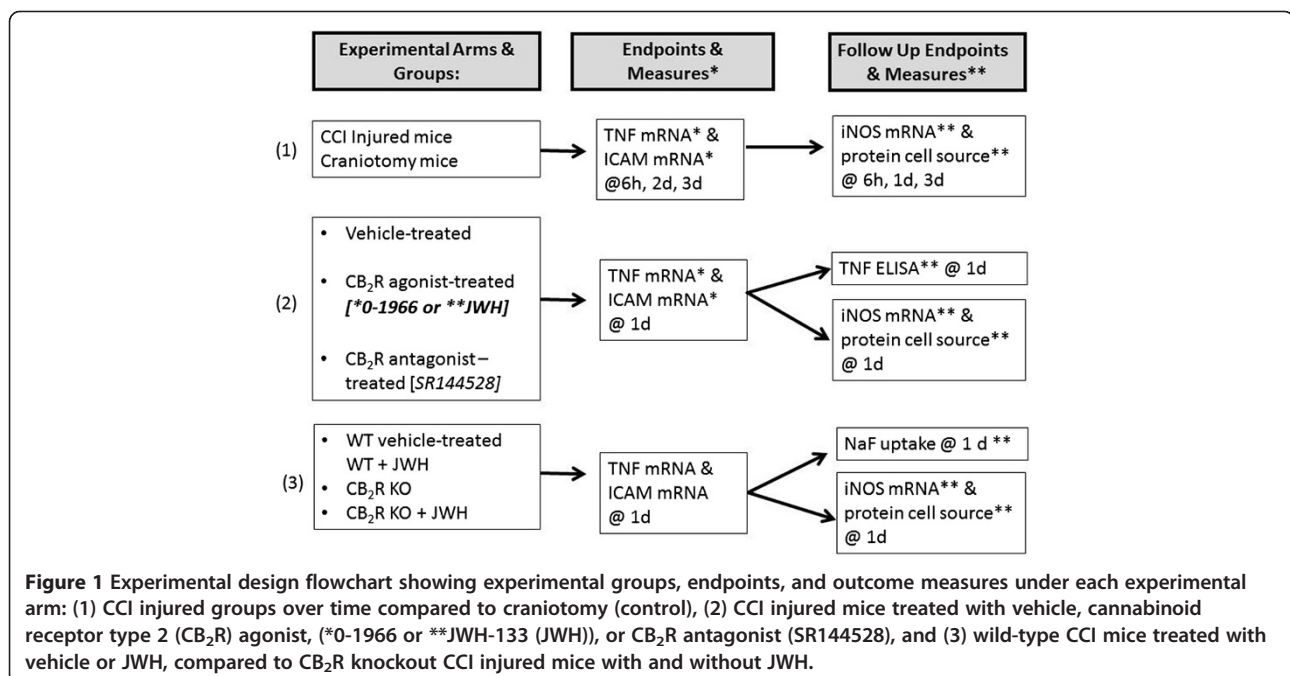 Experimental Arms &
Groups:
Endpoints &
Measures*
Follow Up Endpoints
& Measures**
(1)
CCI Injured mice
Craniotomy mice
TNF mRNA* &
ICAM mRNA*
@6h, 2d, 3d
iNOS mRNA** &
protein cell source**
@ 6h, 1d, 3d
(2)
• Vehicle-treated
• CB₂R agonist-treated
[*0-1966 or **JWH]
• CB₂R antagonist–
treated [SR144528]
TNF mRNA* &
ICAM mRNA*
@ 1d
TNF ELISA** @ 1d
iNOS mRNA** &
protein cell source**
@ 1d
(3)
• WT vehicle-treated
WT + JWH
• CB₂R KO
• CB₂R KO + JWH
TNF mRNA &
ICAM mRNA
@ 1d
NaF uptake @ 1 d **
iNOS mRNA** &
protein cell source**
@ 1d
Figure 1 Experimental design flowchart showing experimental groups, endpoints, and outcome measures under each experimental
arm: (1) CCI injured groups over time compared to craniotomy (control), (2) CCI injured mice treated with vehicle, cannabinoid
receptor type 2 (CB₂R) agonist, (*0-1966 or **JWH-133 (JWH)), or CB₂R antagonist (SR144528), and (3) wild-type CCI mice treated with
vehicle or JWH, compared to CB₂R knockout CCI injured mice with and without JWH.